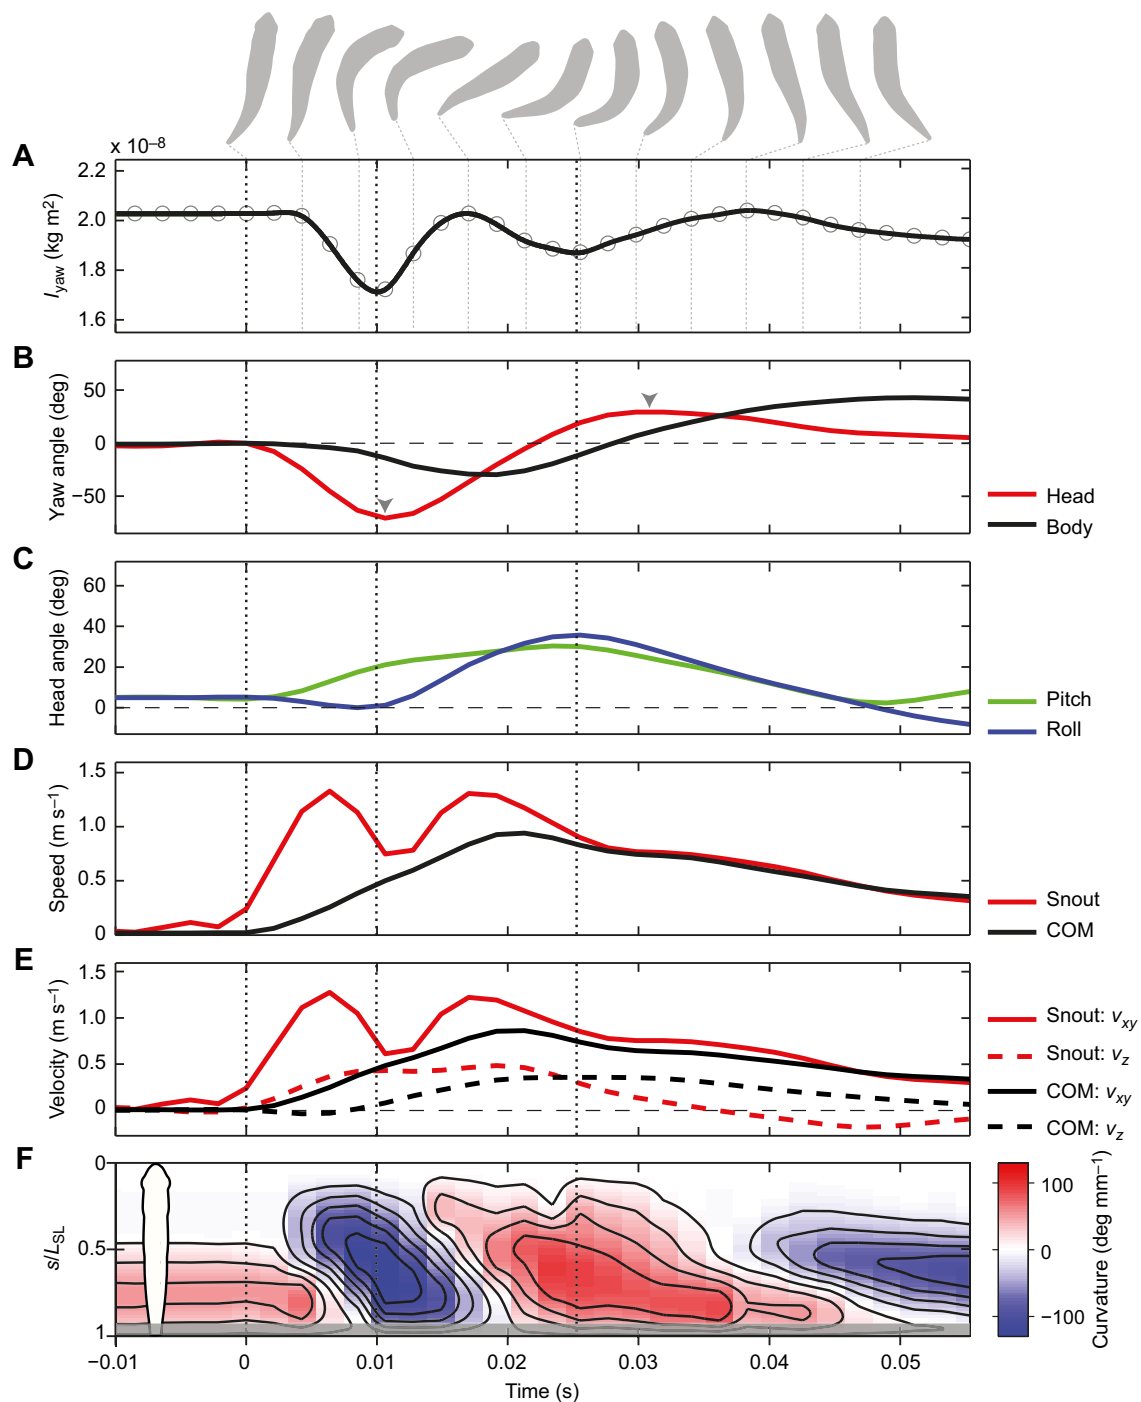 A
x 10⁻⁸
2.2
2.0
1.8
1.6
I_yaw (kg m²)
B
50
0
−50
Yaw angle (deg)
Head
Body
C
60
40
20
0
Head angle (deg)
Pitch
Roll
D
1.5
1.0
0.5
0
Speed (m s⁻¹)
Snout
COM
E
1.5
1.0
0.5
0
Velocity (m s⁻¹)
Snout: v_xy
Snout: v_z
COM: v_xy
COM: v_z
F
0
0.5
1
s/L_SL
100
0
−100
Curvature (deg mm⁻¹)
−0.01 0 0.01 0.02 0.03 0.04 0.05
Time (s)